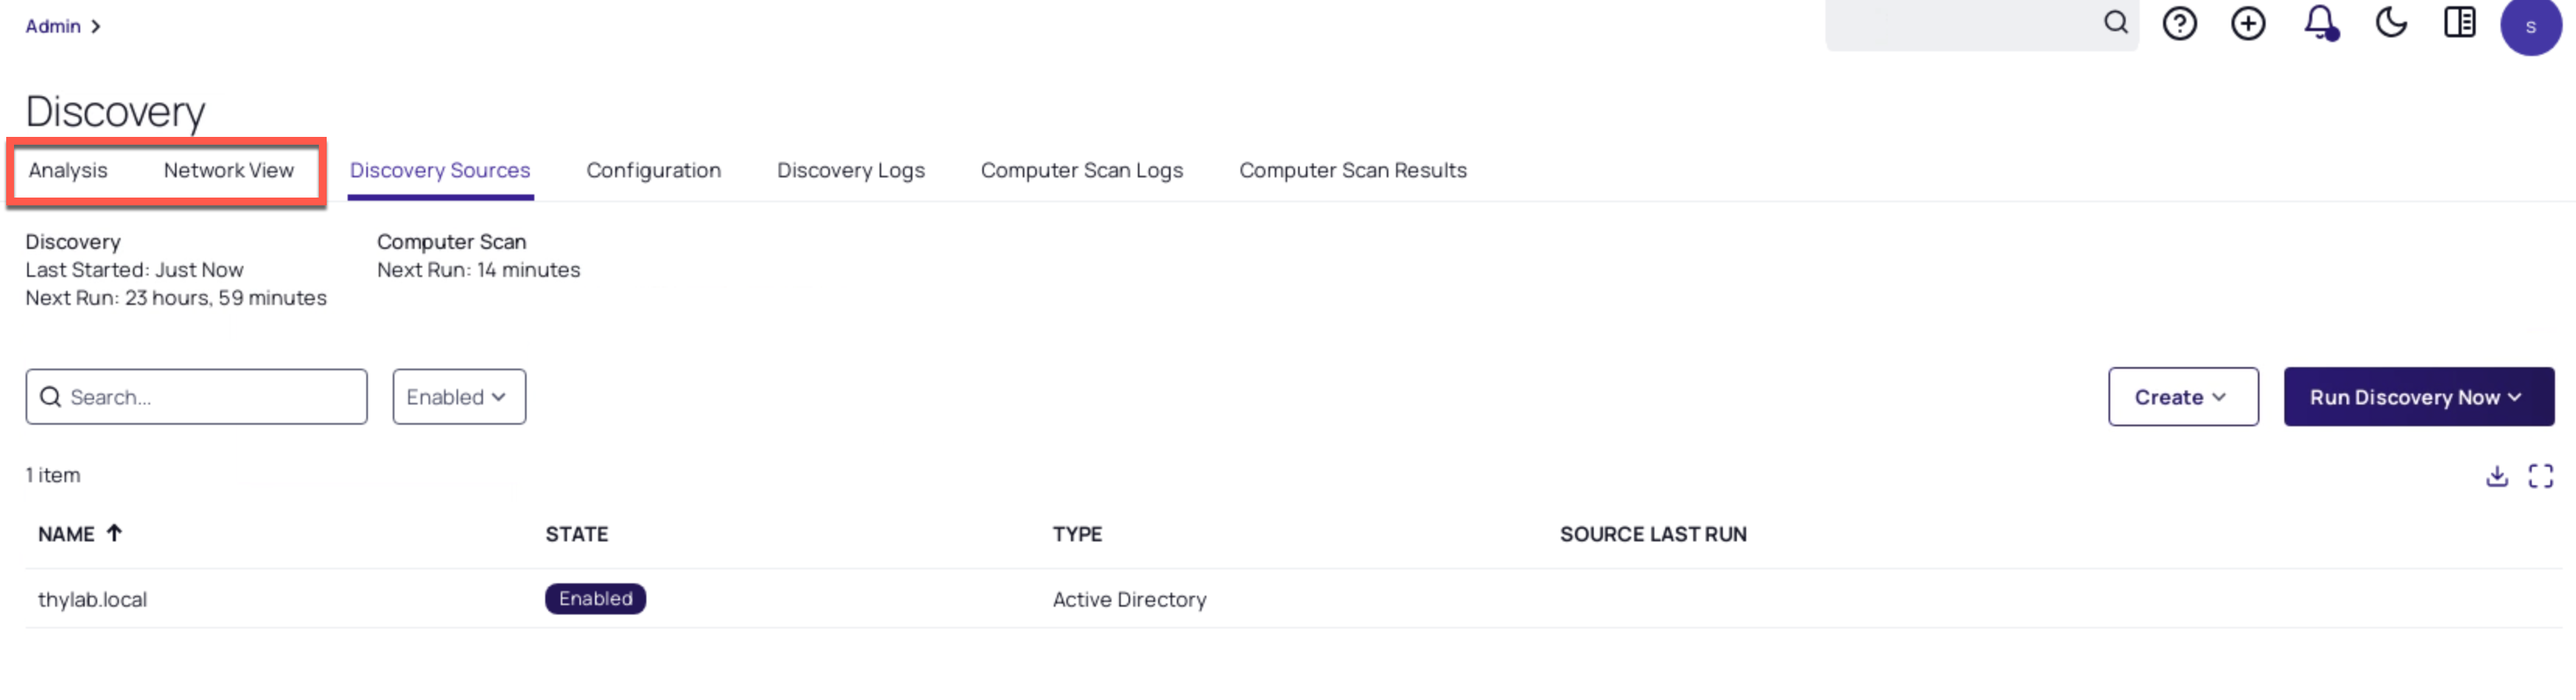 Admin
S
Discovery
Analysis Network View Discovery Sources Configuration Discovery Logs Computer Scan Logs Computer Scan Results
Discovery
Last Started: Just Now
Next Run: 23 hours, 59 minutes
Computer Scan
Next Run: 14 minutes
Search...
Enabled
Create
Run Discovery Now
1 item
NAME STATE TYPE SOURCE LAST RUN
thylab.local Enabled Active Directory